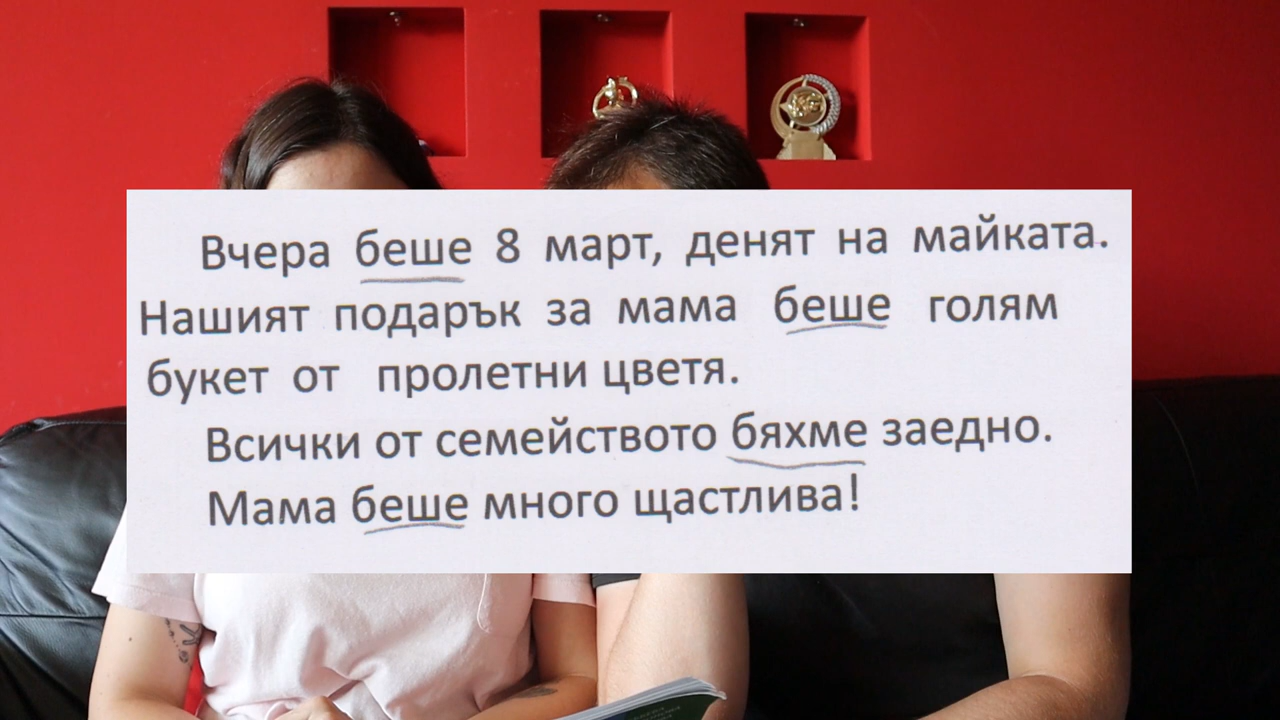 Вчера беше 8 март, денят на майката.
Нашият подарък за мама беше голям
букет от пролетни цветя.
Всички от семейството бяхме заедно.
Мама беше много щастлива!